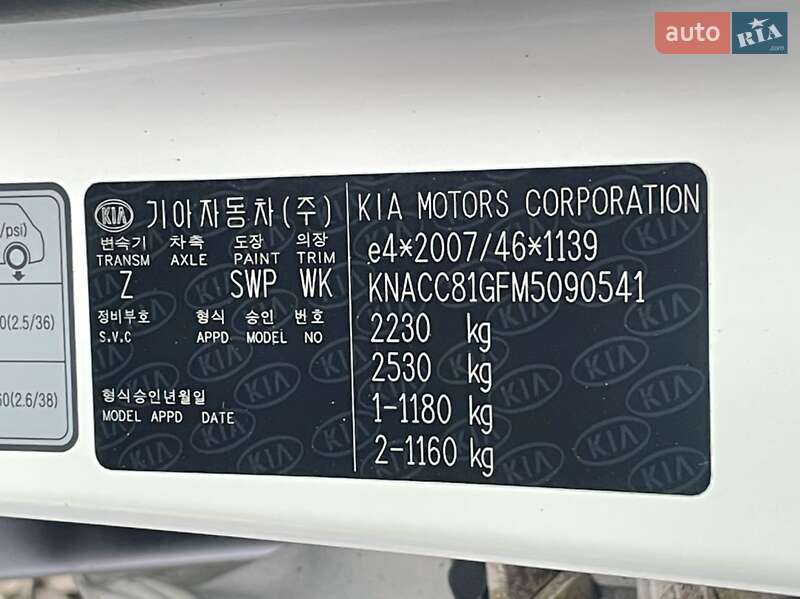 auto RIA .com
/psi)
0(2.5/36)
60(2.6/38)
KIA 기아자동차(주)
변속기 차축 도장 의장
TRANSM AXLE PAINT TRIM
Z SWP WK
정비부호 형식 승인 번호
S.V.C APPD MODEL NO
형식승인년월일
MODEL APPD DATE
KIA MOTORS CORPORATION
e4*2007/46*1139
KNACC81GFM5090541
2230 kg
2530 kg
1-1180 kg
2-1160 kg